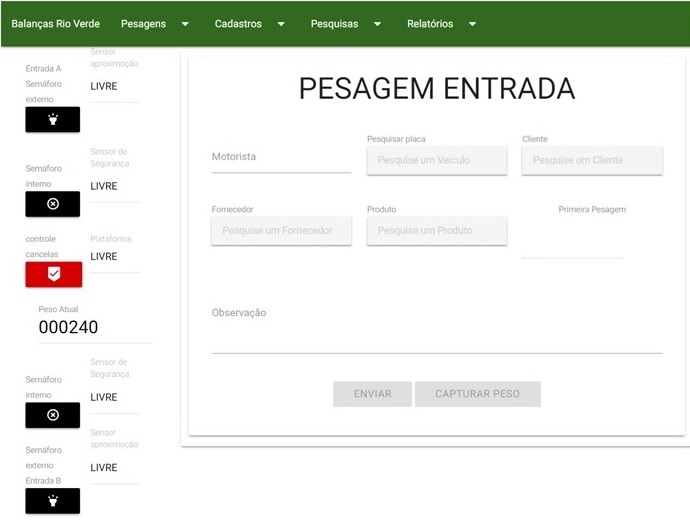 Balanças Rio Verde Pesagens Cadastros Pesquisas Relatórios
Sensor
aproximoção
Entrada A
Semáforo
externo
LIVRE
Sensor de
Segurança
Semáforo
interno
LIVRE
controle
cancelas
Plataforma
LIVRE
Peso Atual
000240
Sensor de
Segurança
Semáforo
interno
LIVRE
Sensor
aproximoção
Semáforo
externo
Entrada B
LIVRE
PESAGEM ENTRADA
Motorista
Pesquisar placa
Pesquise um Veiculo
Cliente
Pesquise um Cliente
Fornecedor
Pesquise um Fornecedor
Produto
Pesquise um Produto
Primeira Pesagem
Observação
ENVIAR CAPTURAR PESO